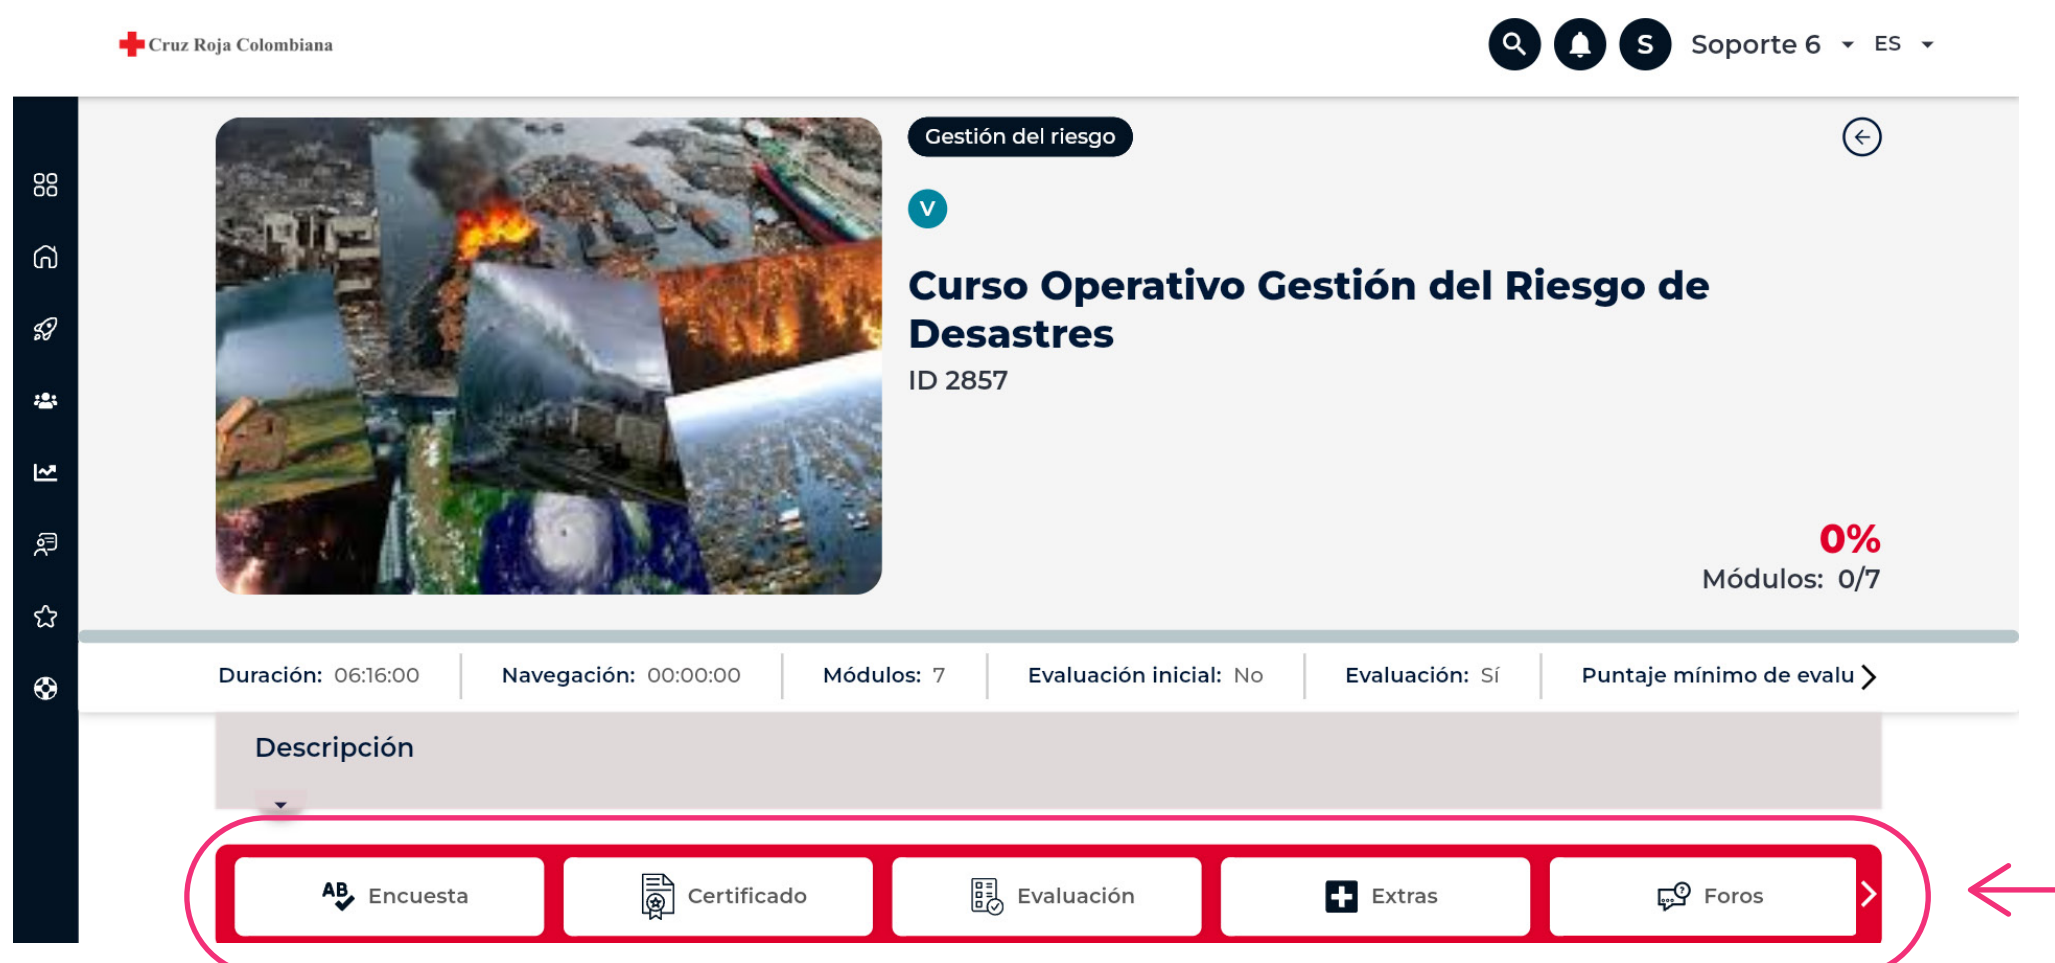 Cruz Roja Colombiana
S Soporte 6 ES
Gestión del riesgo
V
Curso Operativo Gestión del Riesgo de
Desastres
ID 2857
0%
Módulos: 0/7
Duración: 06:16:00 Navegación: 00:00:00 Módulos: 7 Evaluación inicial: No Evaluación: Sí Puntaje mínimo de evalu
Descripción
AB Encuesta Certificado Evaluación Extras Foros